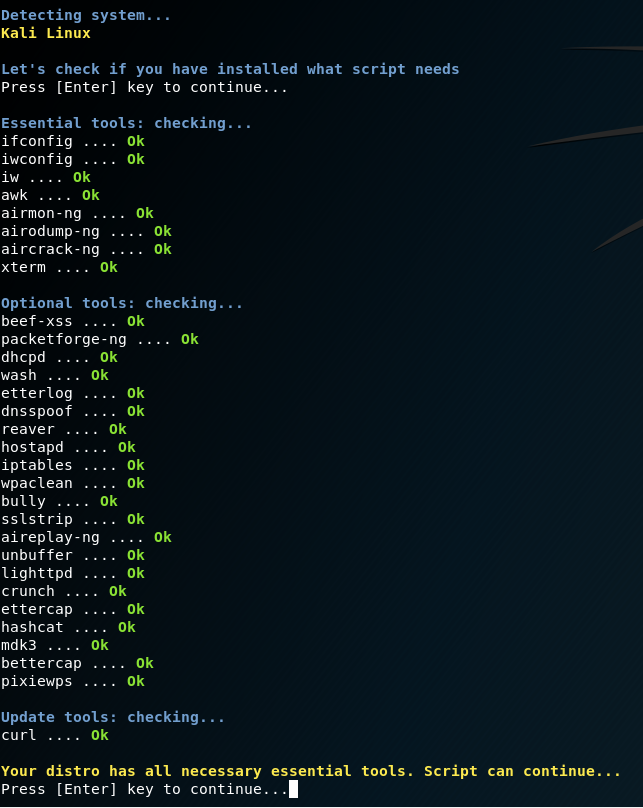 Detecting system...
Kali Linux
Let's check if you have installed what script needs
Press [Enter] key to continue...
Essential tools: checking...
ifconfig .... Ok
iwconfig .... Ok
iw .... Ok
awk .... Ok
airmon-ng .... Ok
airodump-ng .... Ok
aircrack-ng .... Ok
xterm .... Ok
Optional tools: checking...
beef-xss .... Ok
packetforge-ng .... Ok
dhcpd .... Ok
wash .... Ok
etterlog .... Ok
dnsspoof .... Ok
reaver .... Ok
hostapd .... Ok
iptables .... Ok
wpaclean .... Ok
bully .... Ok
sslstrip .... Ok
aireplay-ng .... Ok
unbuffer .... Ok
lighttpd .... Ok
crunch .... Ok
ettercap .... Ok
hashcat .... Ok
mdk3 .... Ok
bettercap .... Ok
pixiewps .... Ok
Update tools: checking...
curl .... Ok
Your distro has all necessary essential tools. Script can continue...
Press [Enter] key to continue...